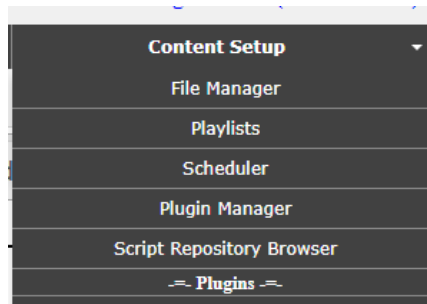 Content Setup
File Manager
Playlists
Scheduler
Plugin Manager
Script Repository Browser
-=- Plugins -=-